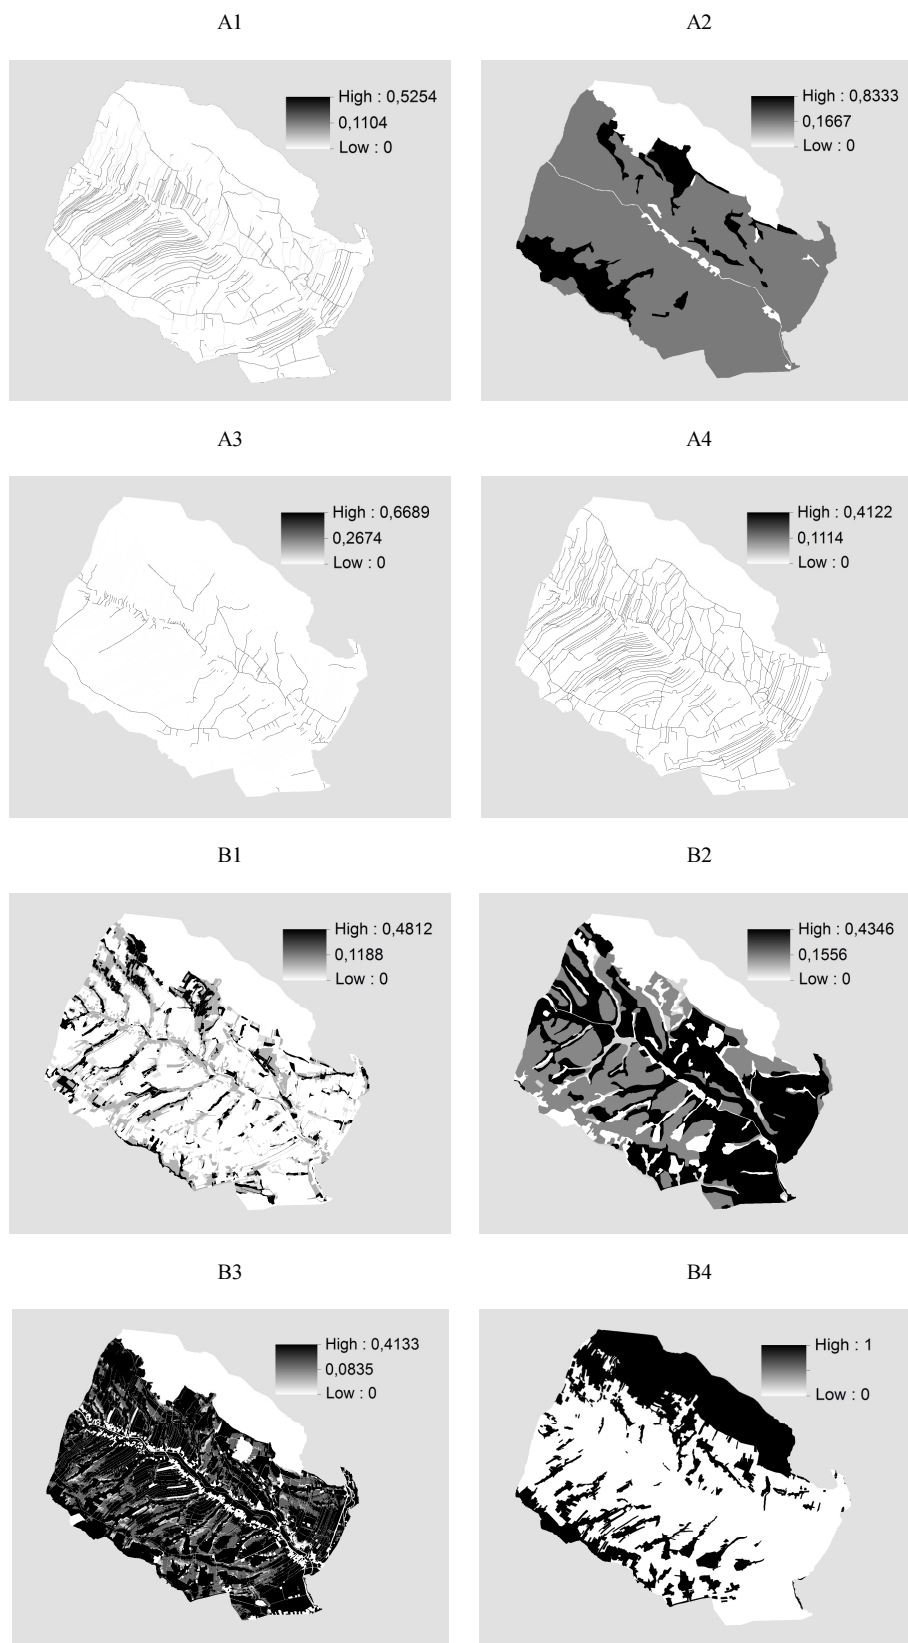 A1
A2
High : 0,5254
0,1104
Low : 0
High : 0,8333
0,1667
Low : 0
A3
A4
High : 0,6689
0,2674
Low : 0
High : 0,4122
0,1114
Low : 0
B1
B2
High : 0,4812
0,1188
Low : 0
High : 0,4346
0,1556
Low : 0
B3
B4
High : 0,4133
0,0835
Low : 0
High : 1
Low : 0